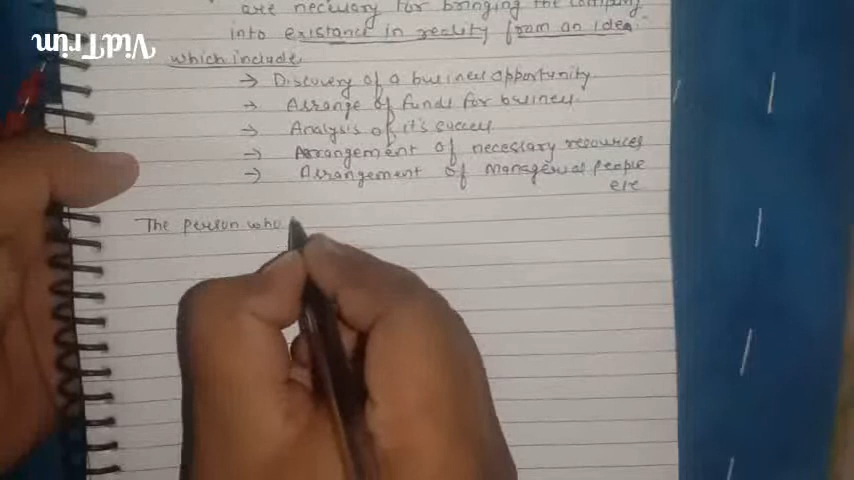 are necessary for bringing the company
into existance in reality from an idea
which include
→ Discovery of a business opportunity
→ Arrange of funds for business.
→ Analysis of it's success
→ Arrangement of necessary resources
→ Arrangement of Managerial people
etc
The person who
VidTrim